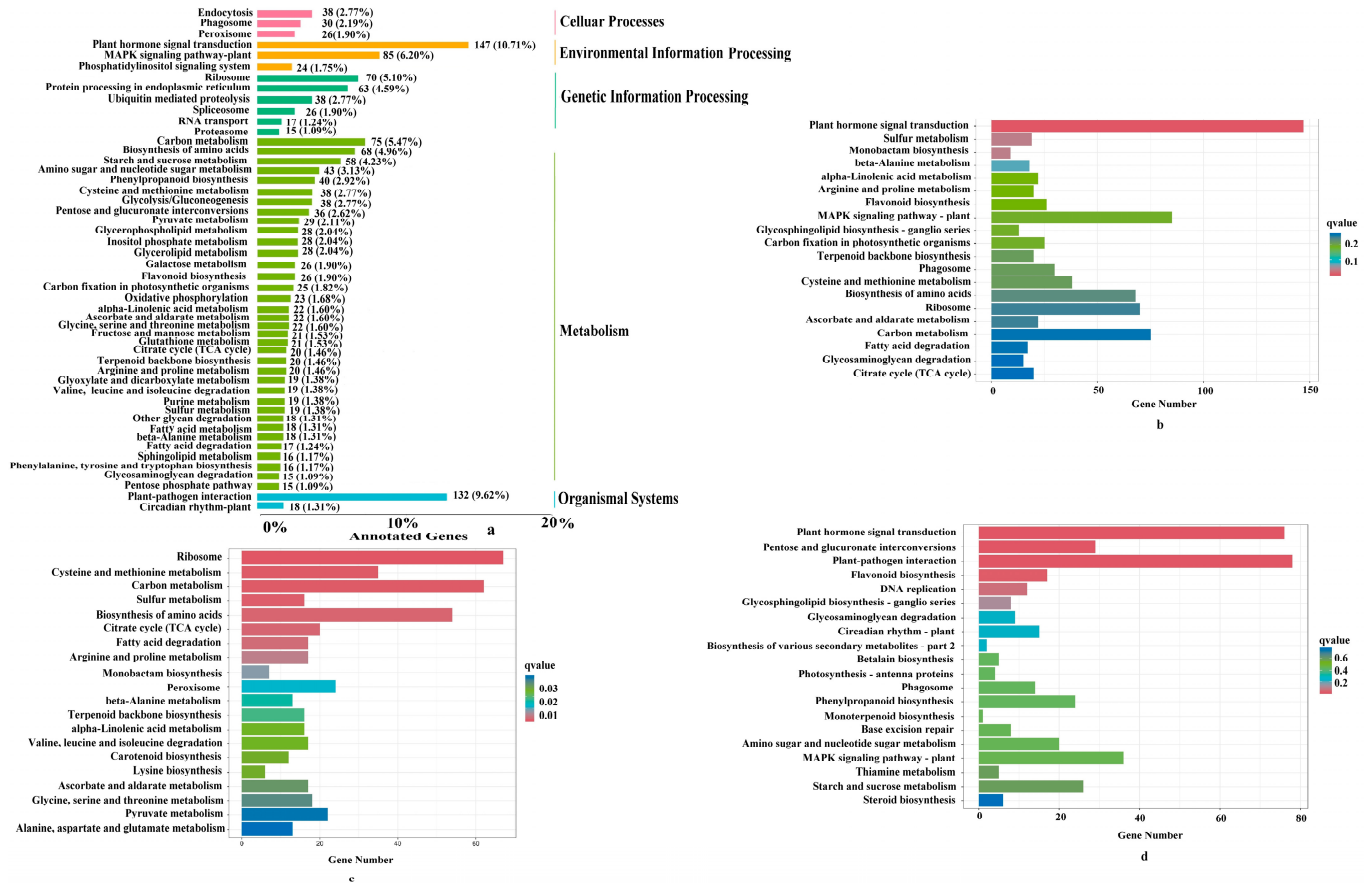 Endocytosis 38 (2.77%)
Phagosome 30 (2.19%)
Peroxisome 26(1.90%)
Celluar Processes
Plant hormone signal transduction 147 (10.71%)
MAPK signaling pathway-plant 85 (6.20%)
Phosphatidylinositol signaling system 24 (1.75%)
Environmental Information Processing
Ribosome 70 (5.10%)
Protein processing in endoplasmic reticulum 63 (4.59%)
Ubiquitin mediated proteolysis 38 (2.77%)
Spliceosome 26 (1.90%)
RNA transport 17 (1.24%)
Proteasome 15 (1.09%)
Genetic Information Processing
Carbon metabolism 75 (5.47%)
Biosynthesis of amino acids 68 (4.96%)
Starch and sucrose metabolism 58 (4.23%)
Amino sugar and nucleotide sugar metabolism 43 (3.13%)
Phenylpropanoid biosynthesis 40 (2.92%)
Cysteine and methionine metabolism 38 (2.77%)
Glycolysis/Gluconeogenesis 38 (2.77%)
Pentose and glucuronate interconversions 36 (2.62%)
Pyruvate metabolism 29 (2.11%)
Glycerophospholipid metabolism 28 (2.04%)
Inositol phosphate metabolism 28 (2.04%)
Glycerolipid metabolism 28 (2.04%)
Galactose metabolism 26 (1.90%)
Flavonoid biosynthesis 26 (1.90%)
Carbon fixation in photosynthetic organisms 25 (1.82%)
Oxidative phosphorylation 23 (1.68%)
alpha-Linolenic acid metabolism 22 (1.60%)
Ascorbate and aldarate metabolism 22 (1.60%)
Glycine, serine and threonine metabolism 22 (1.60%)
Fructose and mannose metabolism 21 (1.53%)
Glutathione metabolism 21 (1.53%)
Citrate cycle (TCA cycle) 20 (1.46%)
Terpenoid backbone biosynthesis 20 (1.46%)
Arginine and proline metabolism 20 (1.46%)
Glyoxylate and dicarboxylate metabolism 19 (1.38%)
Valine, leucine and isoleucine degradation 19 (1.38%)
Purine metabolism 19 (1.38%)
Sulfur metabolism 19 (1.38%)
Other glycan degradation 18 (1.31%)
Fatty acid metabolism 18 (1.31%)
beta-Alanine metabolism 18 (1.31%)
Fatty acid degradation 17 (1.24%)
Sphingolipid metabolism 16 (1.17%)
Phenylalanine, tyrosine and tryptophan biosynthesis 16 (1.17%)
Glycosaminoglycan degradation 15 (1.09%)
Pentose phosphate pathway 15 (1.09%)
Metabolism
Plant-pathogen interaction 132 (9.62%)
Circadian rhythm-plant 18 (1.31%)
Organismal Systems
0% 10% 20%
Annotated Genes
a
Plant hormone signal transduction
Sulfur metabolism
Monobactam biosynthesis
beta-Alanine metabolism
alpha-Linolenic acid metabolism
Arginine and proline metabolism
Flavonoid biosynthesis
MAPK signaling pathway - plant
Glycosphingolipid biosynthesis - ganglio series
Carbon fixation in photosynthetic organisms
Terpenoid backbone biosynthesis
Phagosome
Cysteine and methionine metabolism
Biosynthesis of amino acids
Ribosome
Ascorbate and aldarate metabolism
Carbon metabolism
Fatty acid degradation
Glycosaminoglycan degradation
Citrate cycle (TCA cycle)
0 50 100 150
Gene Number
qvalue
0.2
0.1
b
Ribosome
Cysteine and methionine metabolism
Carbon metabolism
Sulfur metabolism
Biosynthesis of amino acids
Citrate cycle (TCA cycle)
Fatty acid degradation
Arginine and proline metabolism
Monobactam biosynthesis
Peroxisome
beta-Alanine metabolism
Terpenoid backbone biosynthesis
alpha-Linolenic acid metabolism
Valine, leucine and isoleucine degradation
Carotenoid biosynthesis
Lysine biosynthesis
Ascorbate and aldarate metabolism
Glycine, serine and threonine metabolism
Pyruvate metabolism
Alanine, aspartate and glutamate metabolism
0 20 40 60
Gene Number
qvalue
0.03
0.02
0.01
Plant hormone signal transduction
Pentose and glucuronate interconversions
Plant-pathogen interaction
Flavonoid biosynthesis
DNA replication
Glycosphingolipid biosynthesis - ganglio series
Glycosaminoglycan degradation
Circadian rhythm - plant
Biosynthesis of various secondary metabolites - part 2
Betalain biosynthesis
Photosynthesis - antenna proteins
Phagosome
Phenylpropanoid biosynthesis
Monoterpenoid biosynthesis
Base excision repair
Amino sugar and nucleotide sugar metabolism
MAPK signaling pathway - plant
Thiamine metabolism
Starch and sucrose metabolism
Steroid biosynthesis
0 20 40 60 80
Gene Number
qvalue
0.6
0.4
0.2
d